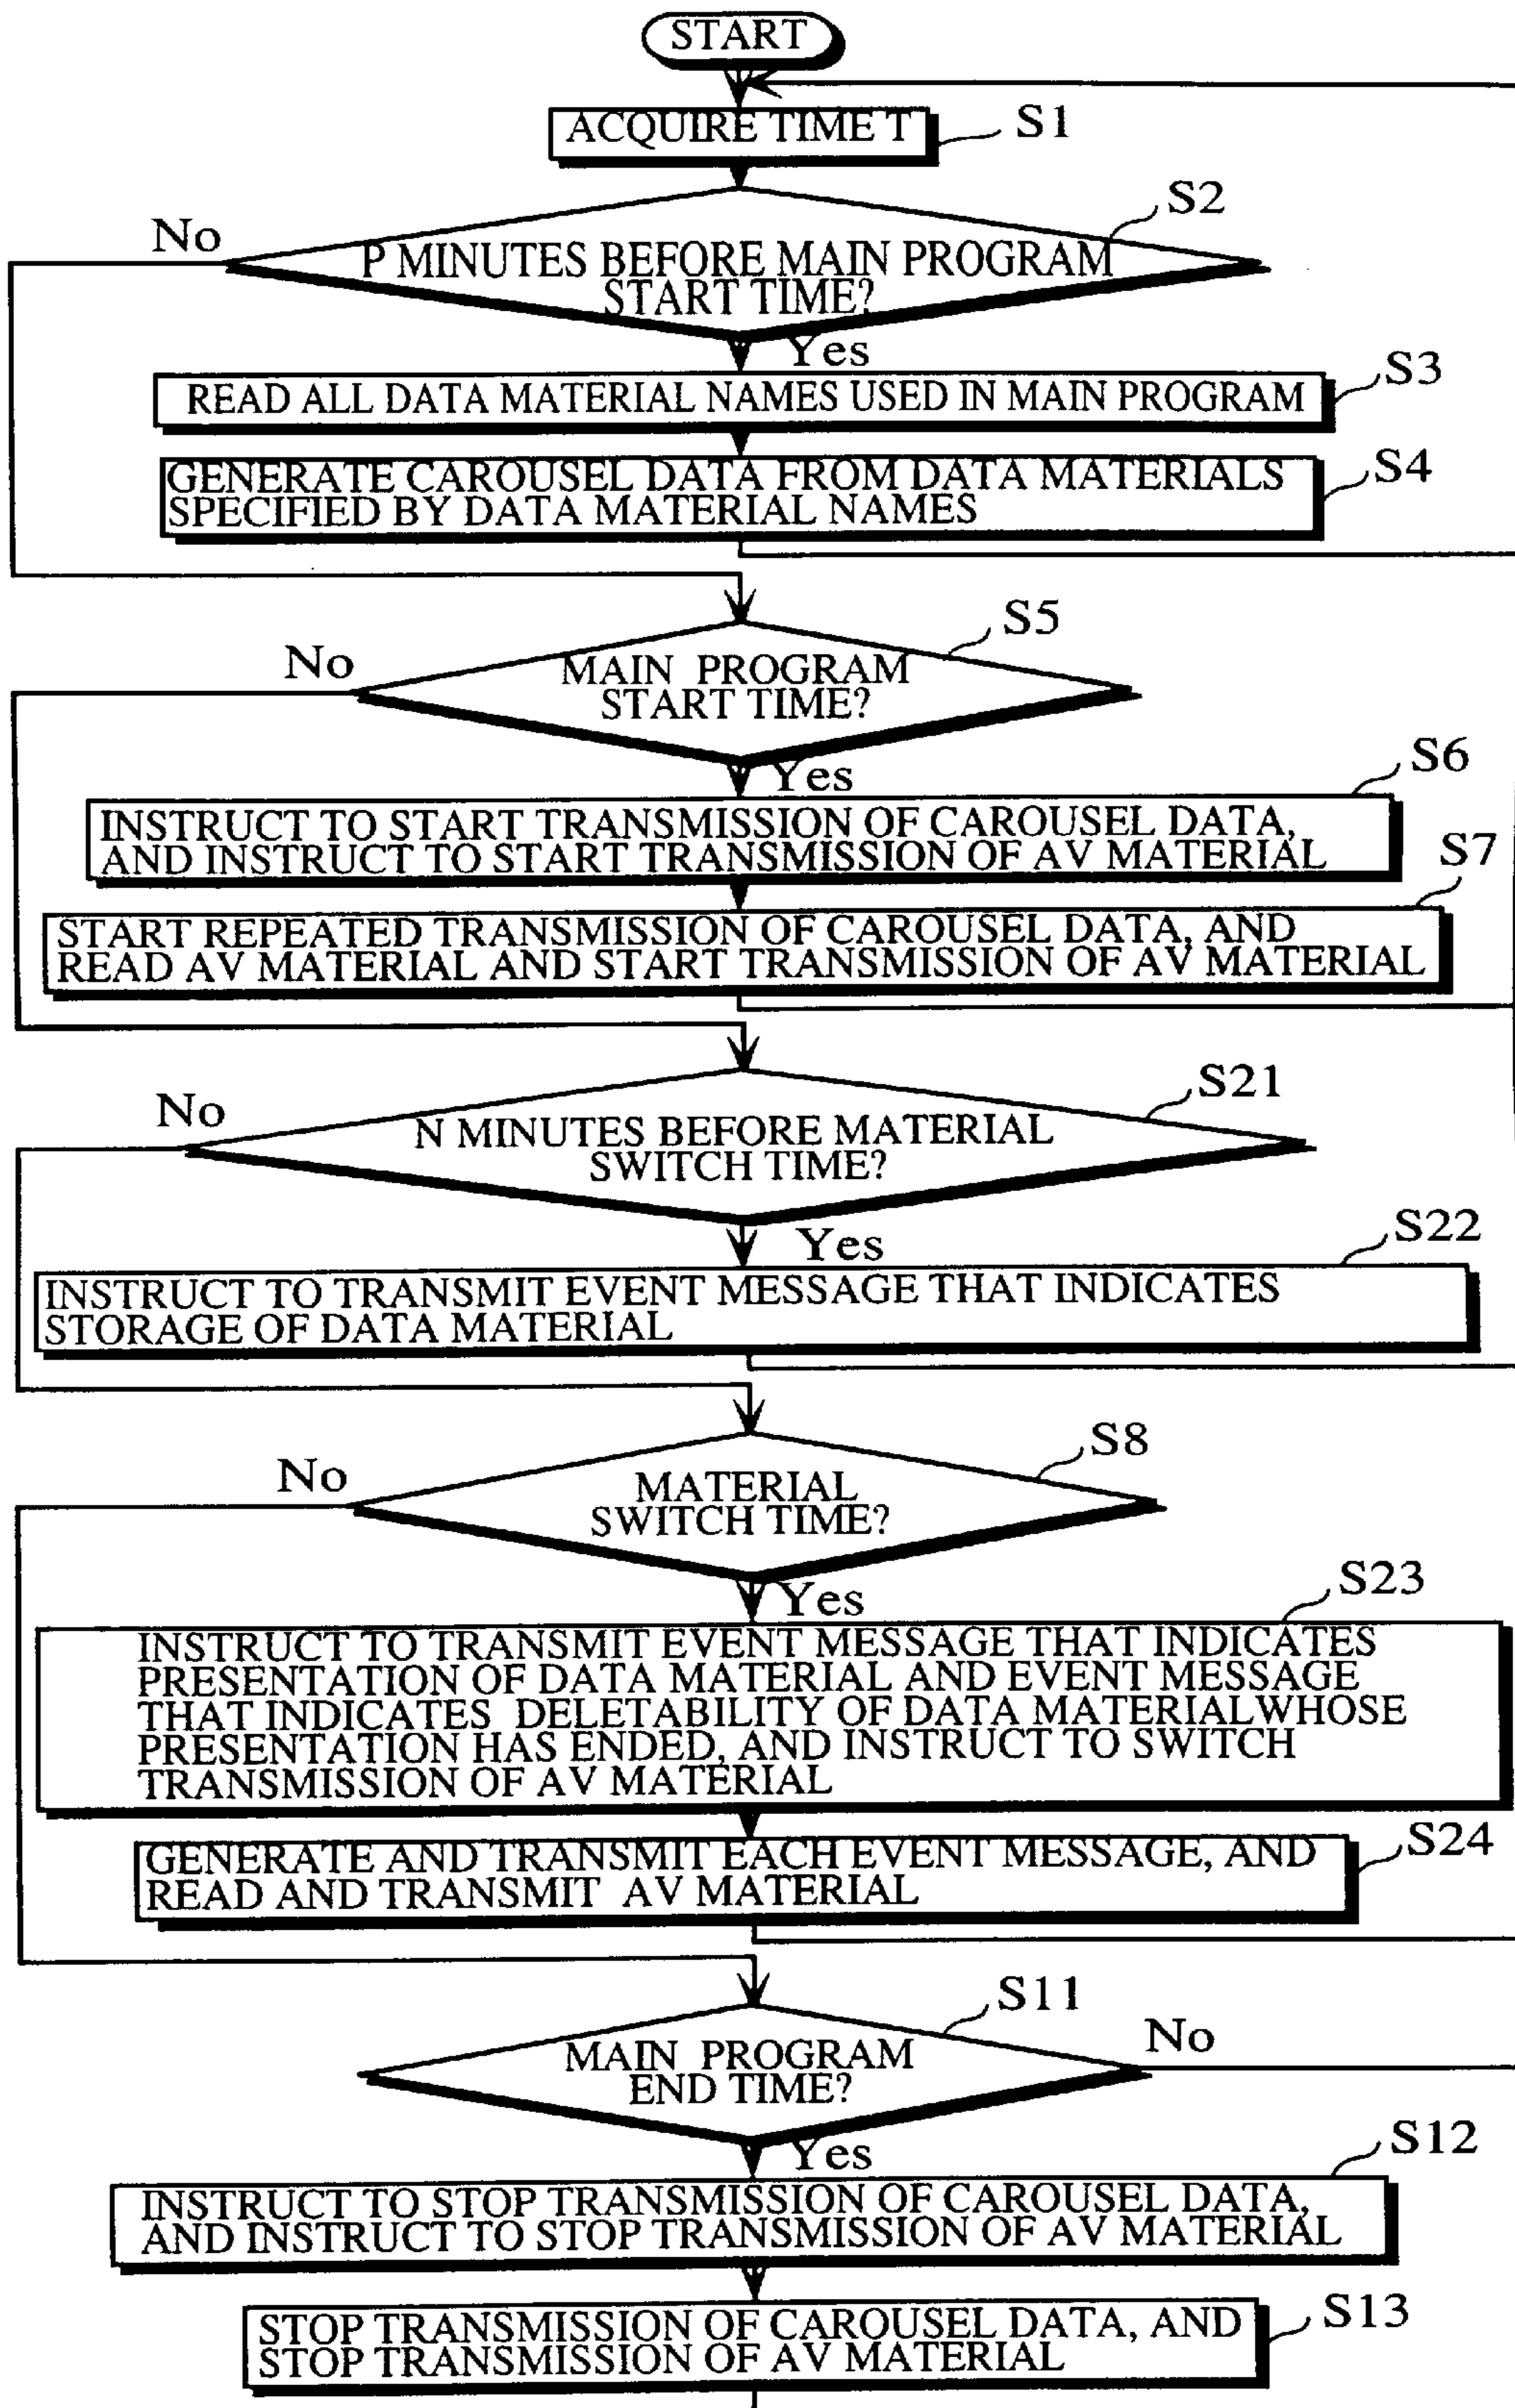 START
ACQUIRE TIME T
S1
S2
No
P MINUTES BEFORE MAIN PROGRAM
START TIME?
Yes
S3
READ ALL DATA MATERIAL NAMES USED IN MAIN PROGRAM
S4
GENERATE CAROUSEL DATA FROM DATA MATERIALS
SPECIFIED BY DATA MATERIAL NAMES
S5
No
MAIN PROGRAM
START TIME?
Yes
S6
INSTRUCT TO START TRANSMISSION OF CAROUSEL DATA,
AND INSTRUCT TO START TRANSMISSION OF AV MATERIAL
S7
START REPEATED TRANSMISSION OF CAROUSEL DATA, AND
READ AV MATERIAL AND START TRANSMISSION OF AV MATERIAL
S21
No
N MINUTES BEFORE MATERIAL
SWITCH TIME?
Yes
S22
INSTRUCT TO TRANSMIT EVENT MESSAGE THAT INDICATES
STORAGE OF DATA MATERIAL
S8
No
MATERIAL
SWITCH TIME?
Yes
S23
INSTRUCT TO TRANSMIT EVENT MESSAGE THAT INDICATES
PRESENTATION OF DATA MATERIAL AND EVENT MESSAGE
THAT INDICATES DELETABILITY OF DATA MATERIALWHOSE
PRESENTATION HAS ENDED, AND INSTRUCT TO SWITCH
TRANSMISSION OF AV MATERIAL
S24
GENERATE AND TRANSMIT EACH EVENT MESSAGE, AND
READ AND TRANSMIT AV MATERIAL
S11
No
MAIN PROGRAM
END TIME?
Yes
S12
INSTRUCT TO STOP TRANSMISSION OF CAROUSEL DATA,
AND INSTRUCT TO STOP TRANSMISSION OF AV MATERIAL
S13
STOP TRANSMISSION OF CAROUSEL DATA, AND
STOP TRANSMISSION OF AV MATERIAL